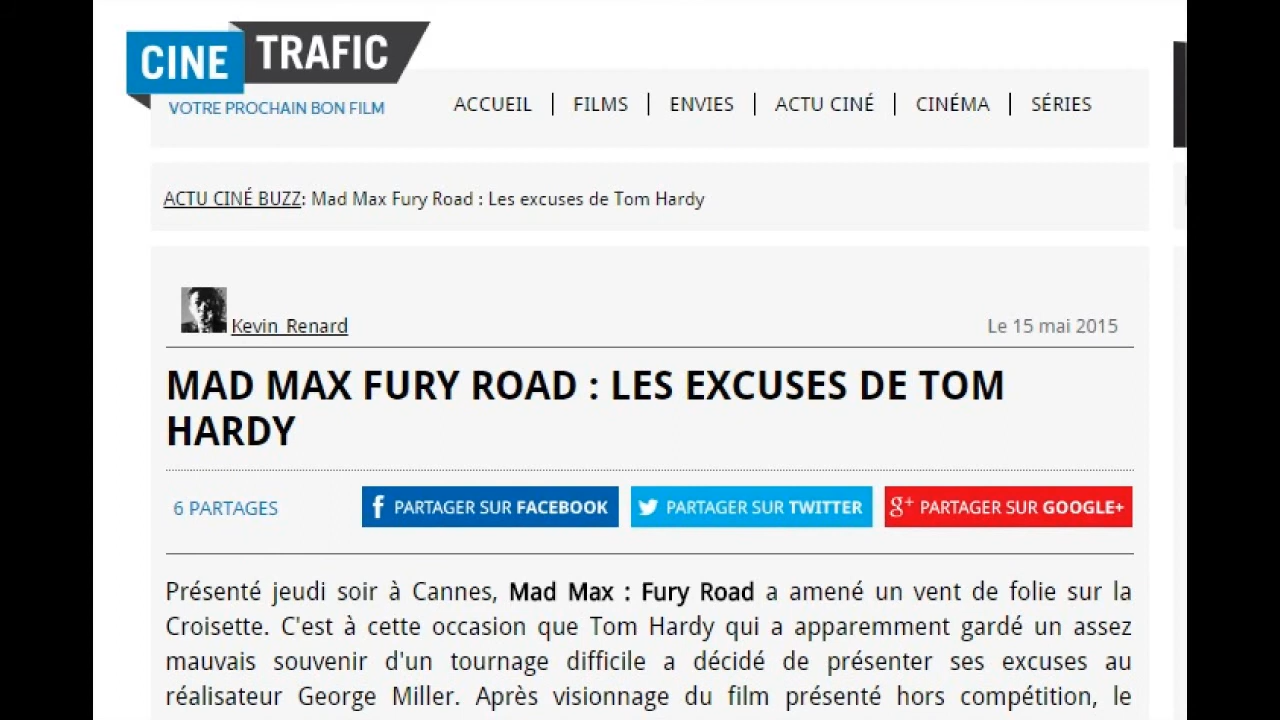 CINE TRAFIC
VOTRE PROCHAIN BON FILM
ACCUEIL | FILMS | ENVIES | ACTU CINÉ | CINÉMA | SÉRIES
ACTU CINÉ BUZZ: Mad Max Fury Road : Les excuses de Tom Hardy
Kevin Renard
Le 15 mai 2015
MAD MAX FURY ROAD : LES EXCUSES DE TOM
HARDY
6 PARTAGES
f PARTAGER SUR FACEBOOK
PARTAGER SUR TWITTER
g+ PARTAGER SUR GOOGLE+
Présenté jeudi soir à Cannes, Mad Max : Fury Road a amené un vent de folie sur la
Croisette. C'est à cette occasion que Tom Hardy qui a apparemment gardé un assez
mauvais souvenir d'un tournage difficile a décidé de présenter ses excuses au
réalisateur George Miller. Après visionnage du film présenté hors compétition, le